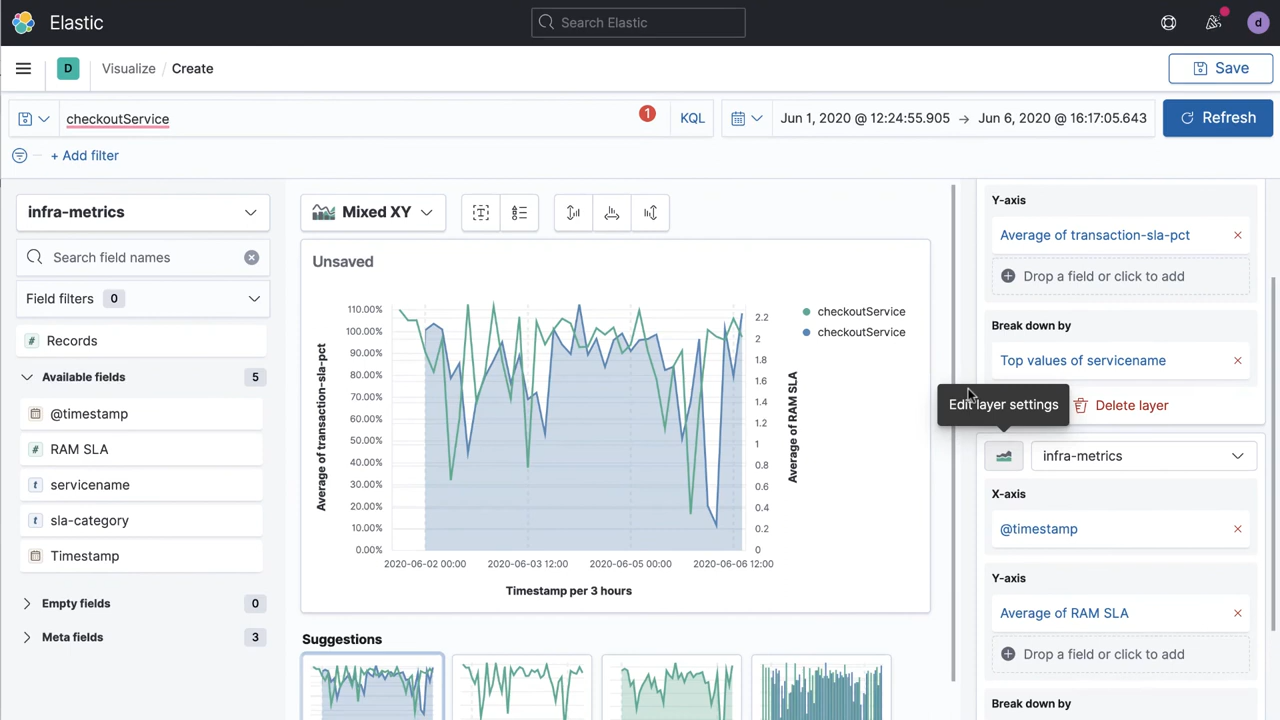 Elastic
Search Elastic
d
D
Visualize / Create
Save
checkoutService
1
KQL
Jun 1, 2020 @ 12:24:55.905 → Jun 6, 2020 @ 16:17:05.643
Refresh
+ Add filter
infra-metrics
Search field names
Field filters 0
# Records
Available fields 5
@timestamp
# RAM SLA
t servicename
t sla-category
Timestamp
Empty fields 0
Meta fields 3
Mixed XY
Unsaved
Average of transaction-sla-pct
110.00%
100.00%
90.00%
80.00%
70.00%
60.00%
50.00%
40.00%
30.00%
20.00%
10.00%
0.00%
2020-06-02 00:00
2020-06-03 12:00
2020-06-05 00:00
2020-06-06 12:00
Timestamp per 3 hours
2.2
2
1.8
1.6
1.4
1.2
1
0.8
0.6
0.4
0.2
0
Average of RAM SLA
checkoutService
checkoutService
Suggestions
Y-axis
Average of transaction-sla-pct
Drop a field or click to add
Break down by
Top values of servicename
Edit layer settings
Delete layer
infra-metrics
X-axis
@timestamp
Y-axis
Average of RAM SLA
Drop a field or click to add
Break down by